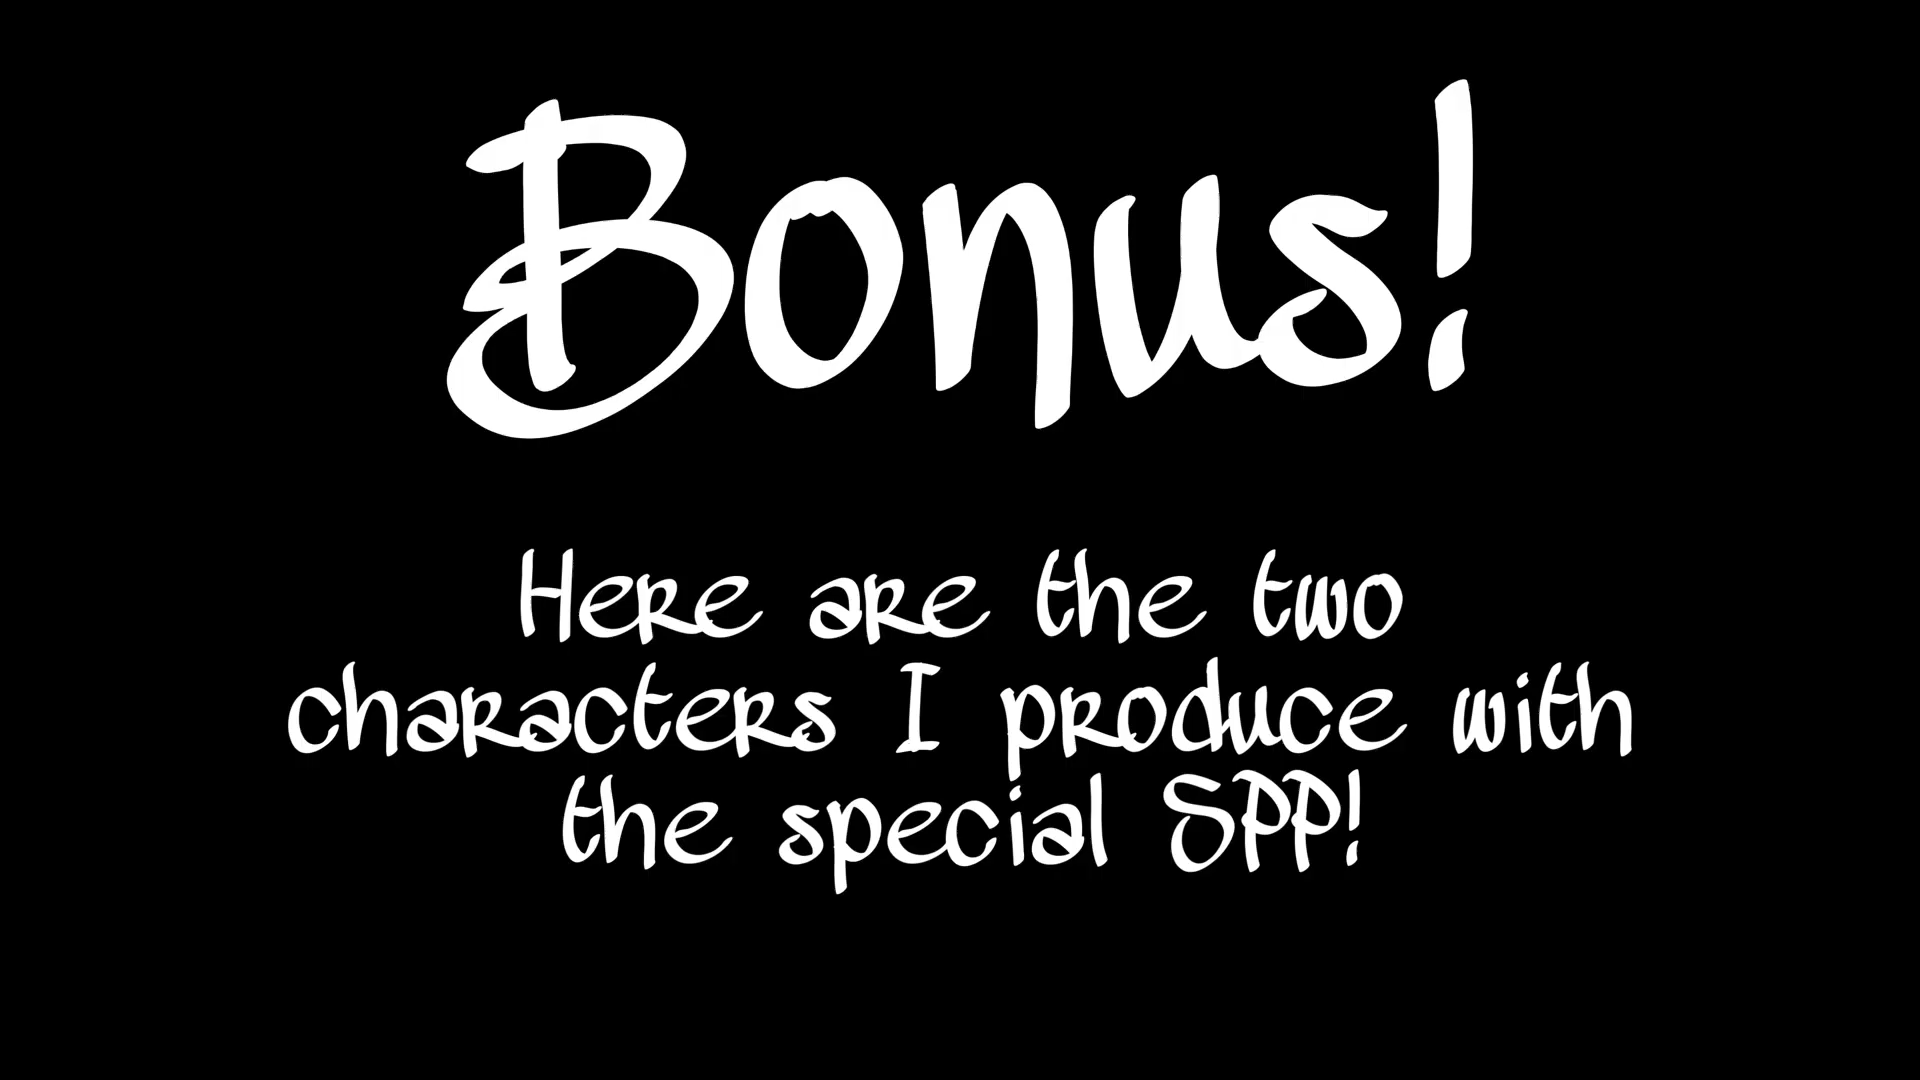 Bonus!
Here are the two
characters I produce with
the special SPP!